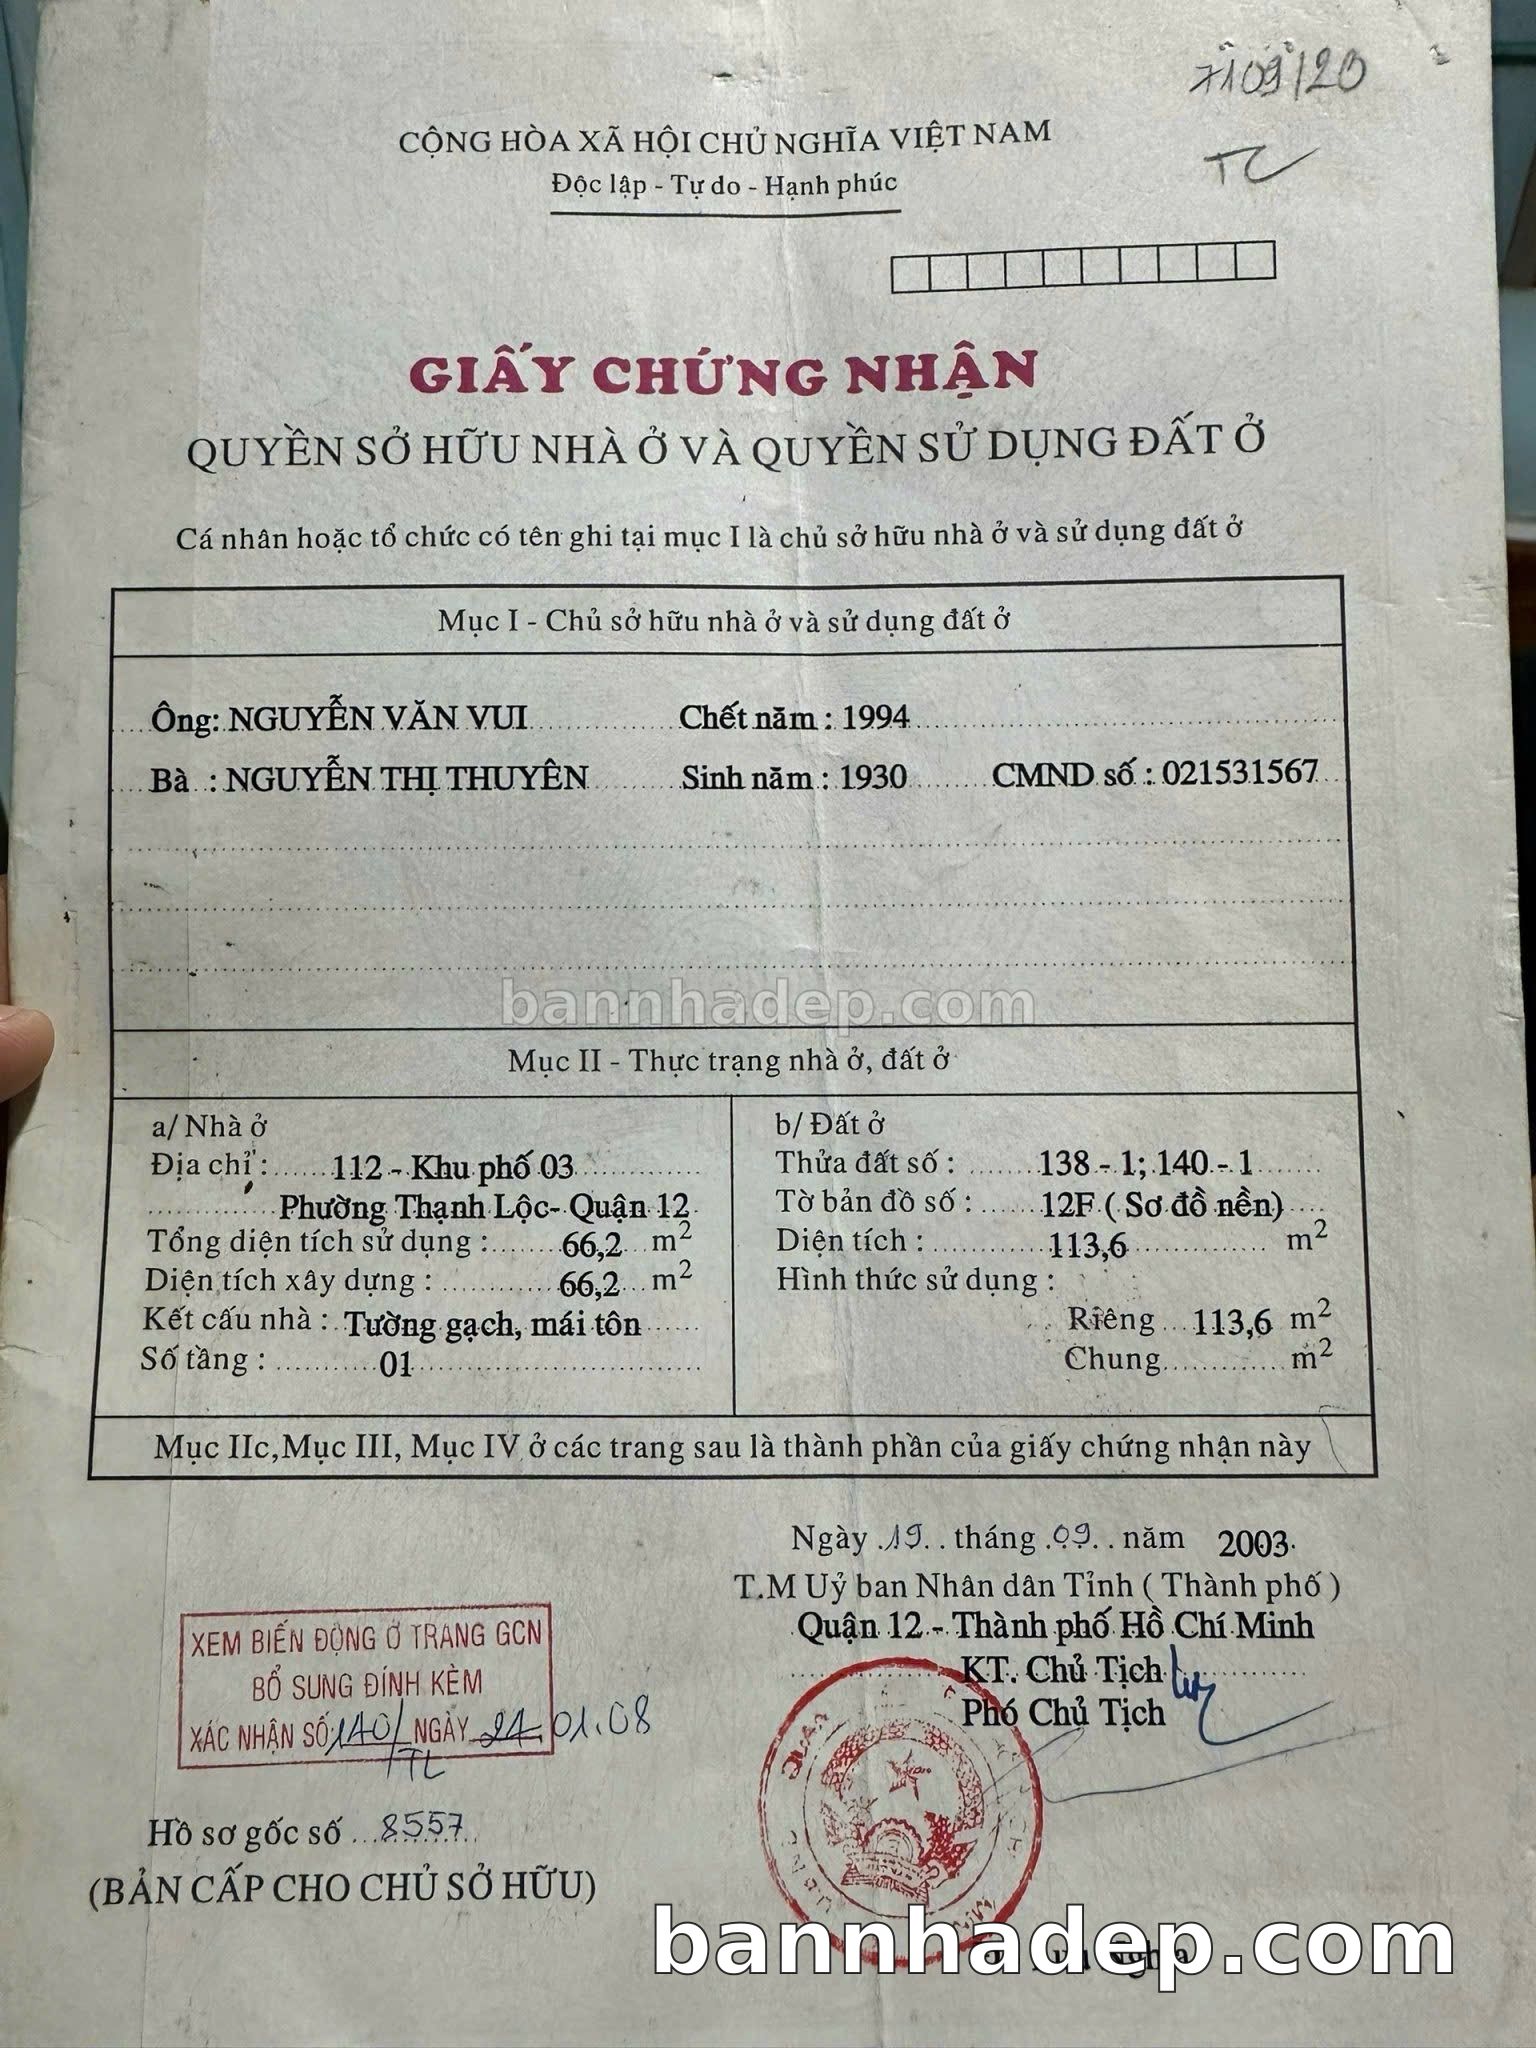 7109/20
TC
CỘNG HÒA XÃ HỘI CHỦ NGHĨA VIỆT NAM
Độc lập - Tự do - Hạnh phúc
GIẤY CHỨNG NHẬN
QUYỀN SỞ HỮU NHÀ Ở VÀ QUYỀN SỬ DỤNG ĐẤT Ở
Cá nhân hoặc tổ chức có tên ghi tại mục I là chủ sở hữu nhà ở và sử dụng đất ở
Mục I - Chủ sở hữu nhà ở và sử dụng đất ở
Ông: NGUYỄN VĂN VUI Chết năm : 1994
Bà : NGUYỄN THỊ THUYÊN Sinh năm : 1930 CMND số : 021531567
bannhadep.com
Mục II - Thực trạng nhà ở, đất ở
a/ Nhà ở
Địa chỉ : 112 - Khu phố 03
Phường Thạnh Lộc- Quận 12
Tổng diện tích sử dụng : 66,2 m2
Diện tích xây dựng : 66,2 m2
Kết cấu nhà : Tường gạch, mái tôn
Số tầng : 01
b/ Đất ở
Thửa đất số : 138 - 1; 140 - 1
Tờ bản đồ số : 12F ( Sơ đồ nền)
Diện tích : 113,6 m2
Hình thức sử dụng :
Riêng 113,6 m2
Chung m2
Mục IIc,Mục III, Mục IV ở các trang sau là thành phần của giấy chứng nhận này
Ngày 19 tháng 09 năm 2003
T.M Uỷ ban Nhân dân Tỉnh ( Thành phố )
Quận 12 - Thành phố Hồ Chí Minh
KT. Chủ Tịch
Phó Chủ Tịch
XEM BIẾN ĐỘNG Ở TRANG GCN
BỔ SUNG ĐÍNH KÈM
XÁC NHẬN SỐ 140/ NGÀY 24.01.08
TL
Hồ sơ gốc số 8557
(BẢN CẤP CHO CHỦ SỞ HỮU)
bannhadep.com